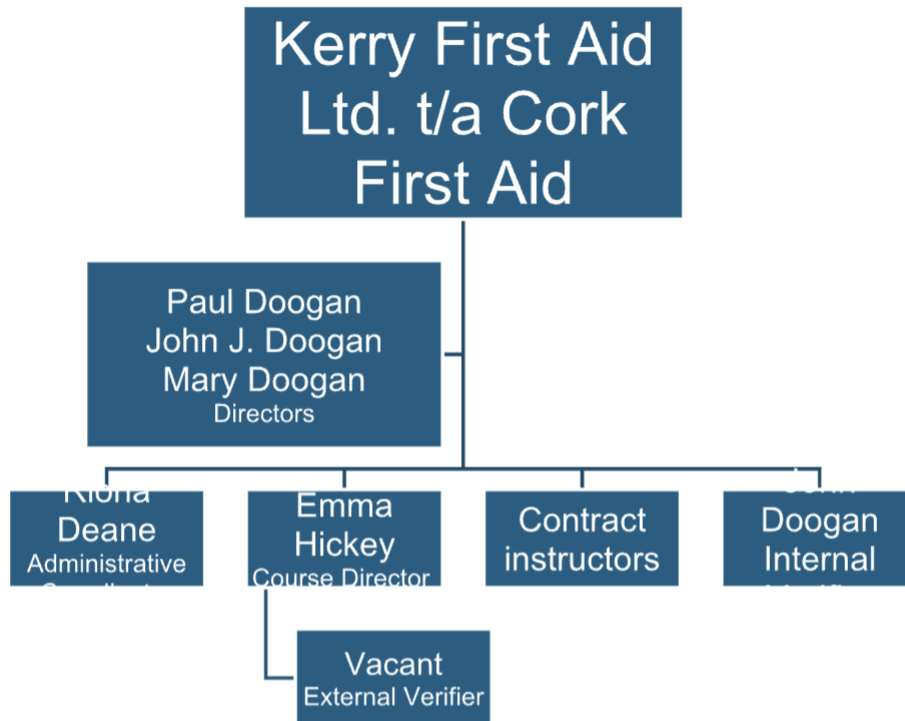 Kerry First Aid
Ltd. t/a Cork
First Aid
Paul Doogan
John J. Doogan
Mary Doogan
Directors
Deane
Administrative
Emma
Hickey
Course Director
Contract
instructors
John
Doogan
Internal
Vacant
External Verifier